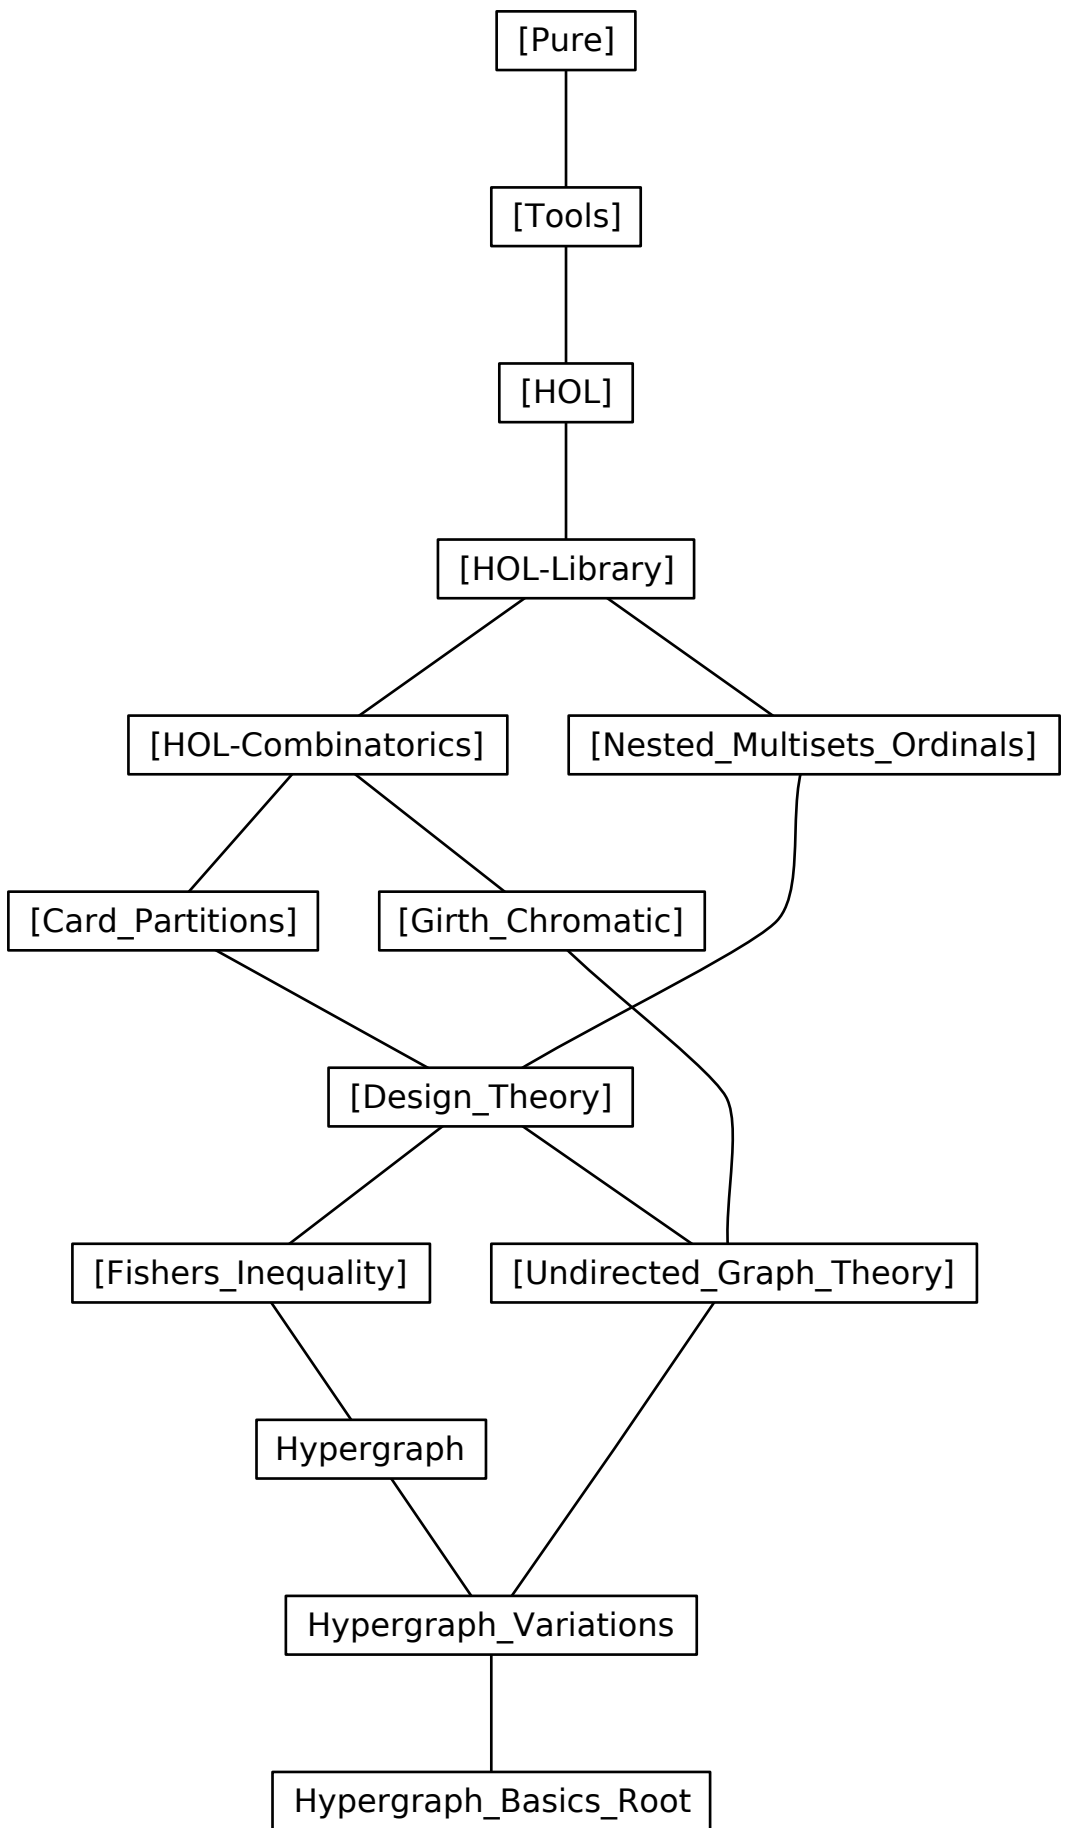 [Pure]
[Tools]
[HOL]
[HOL-Library]
[HOL-Combinatorics]
[Nested_Multisets_Ordinals]
[Card_Partitions]
[Girth_Chromatic]
[Design_Theory]
[Fishers_Inequality]
[Undirected_Graph_Theory]
Hypergraph
Hypergraph_Variations
Hypergraph_Basics_Root